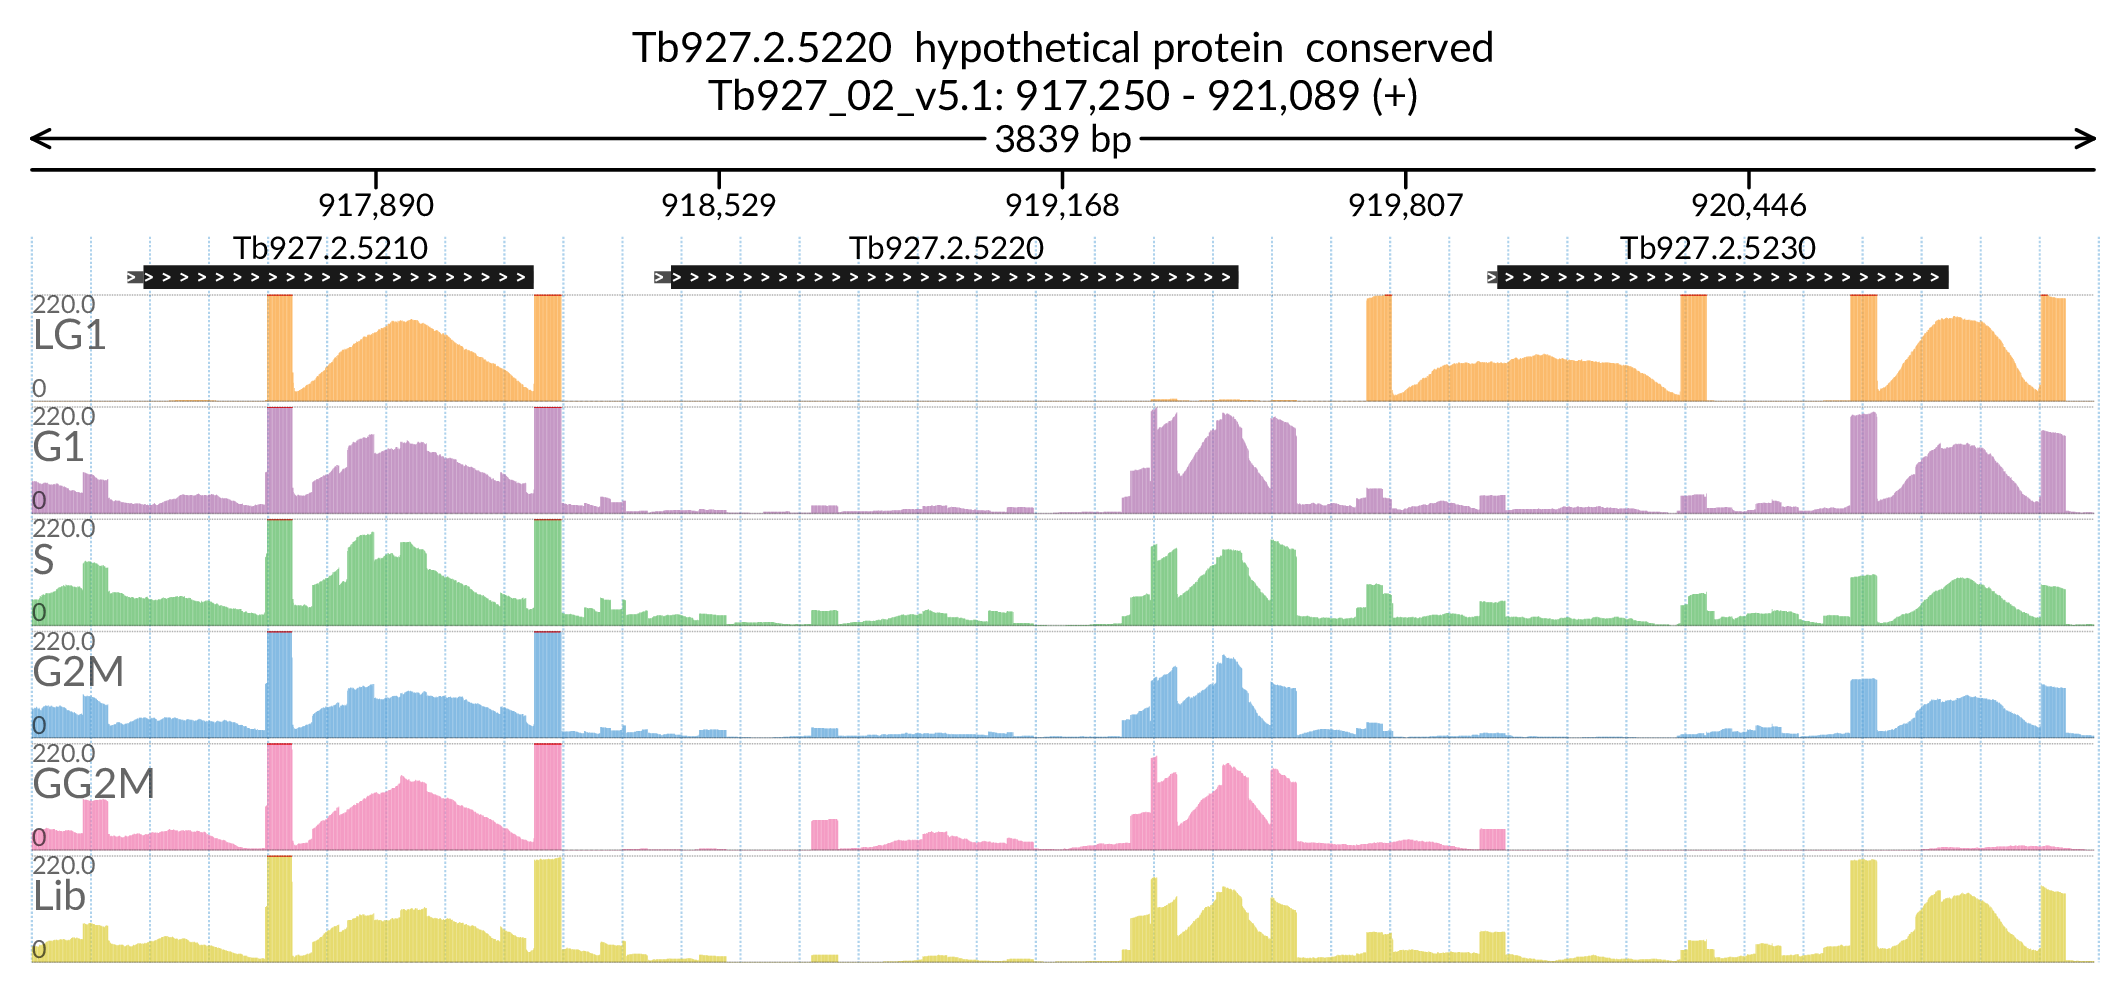 Tb927.2.5220  hypothetical protein  conserved
Tb927_02_v5.1: 917,250 - 921,089 (+)
3839 bp
917,890 918,529 919,168 919,807 920,446
Tb927.2.5210 Tb927.2.5220 Tb927.2.5230
220.0
LG1
0
220.0
G1
0
220.0
S
0
220.0
G2M
0
220.0
GG2M
0
220.0
Lib
0